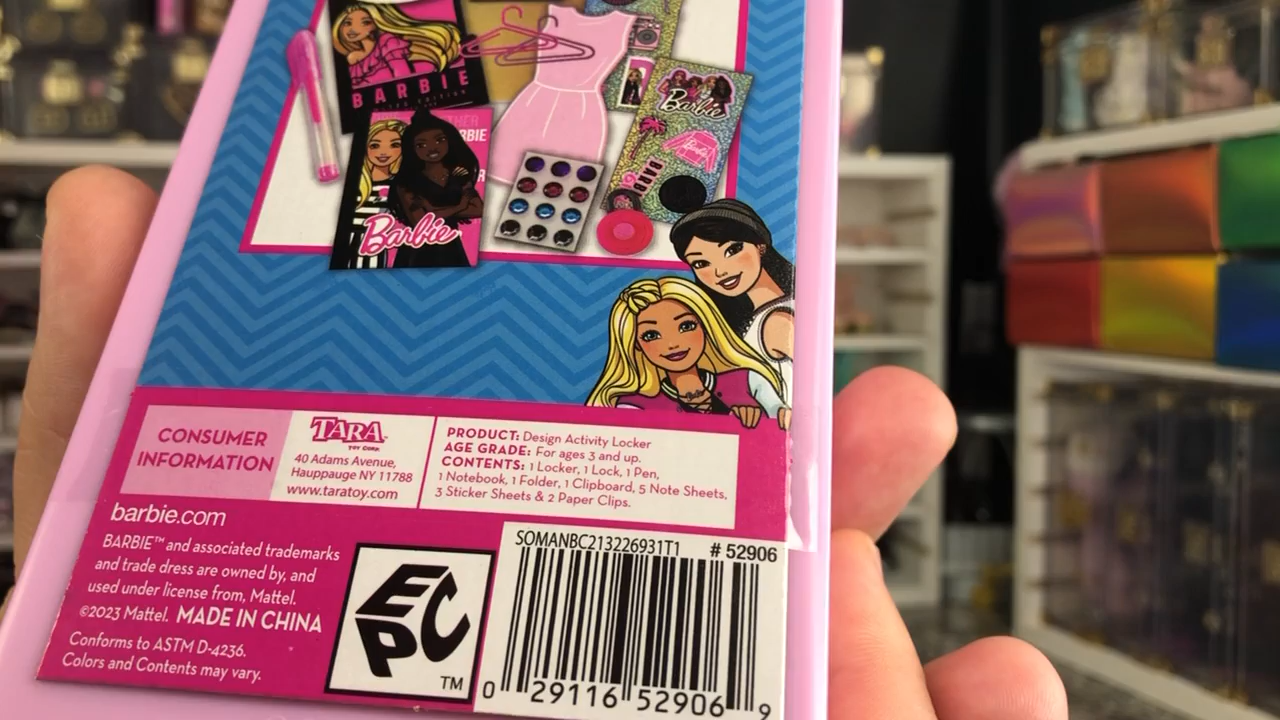 BARBIE
Barbie
Barbie
CONSUMER
INFORMATION
TARA™
TOY CORP.
40 Adams Avenue,
Hauppauge NY 11788
www.taratoy.com
PRODUCT: Design Activity Locker
AGE GRADE: For ages 3 and up.
CONTENTS: 1 Locker, 1 Lock, 1 Pen,
1 Notebook, 1 Folder, 1 Clipboard, 5 Note Sheets,
3 Sticker Sheets & 2 Paper Clips.
barbie.com
BARBIE™ and associated trademarks
and trade dress are owned by, and
used under license from, Mattel.
©2023 Mattel. MADE IN CHINA
Conforms to ASTM D-4236.
Colors and Contents may vary.
EPC
TM
SOMANBC213226931T1 # 52906
0 29116 52906 9